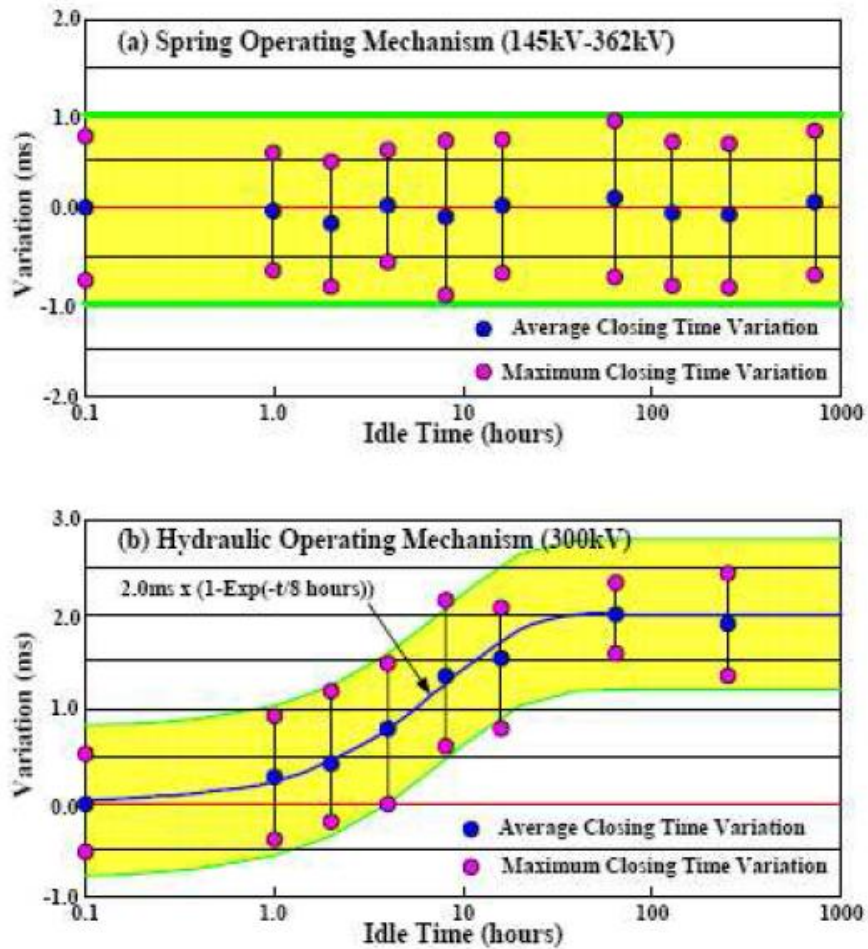 2.0
(a) Spring Operating Mechanism (145kV-362kV)
1.0
0.0
-1.0
-2.0
Variation (ms)
Average Closing Time Variation
Maximum Closing Time Variation
0.1 1.0 10 100 1000
Idle Time (hours)
3.0
(b) Hydraulic Operating Mechanism (300kV)
2.0ms x (1-Exp(-t/8 hours))
2.0
1.0
0.0
-1.0
Variation (ms)
Average Closing Time Variation
Maximum Closing Time Variation
0.1 1.0 10 100 1000
Idle Time (hours)